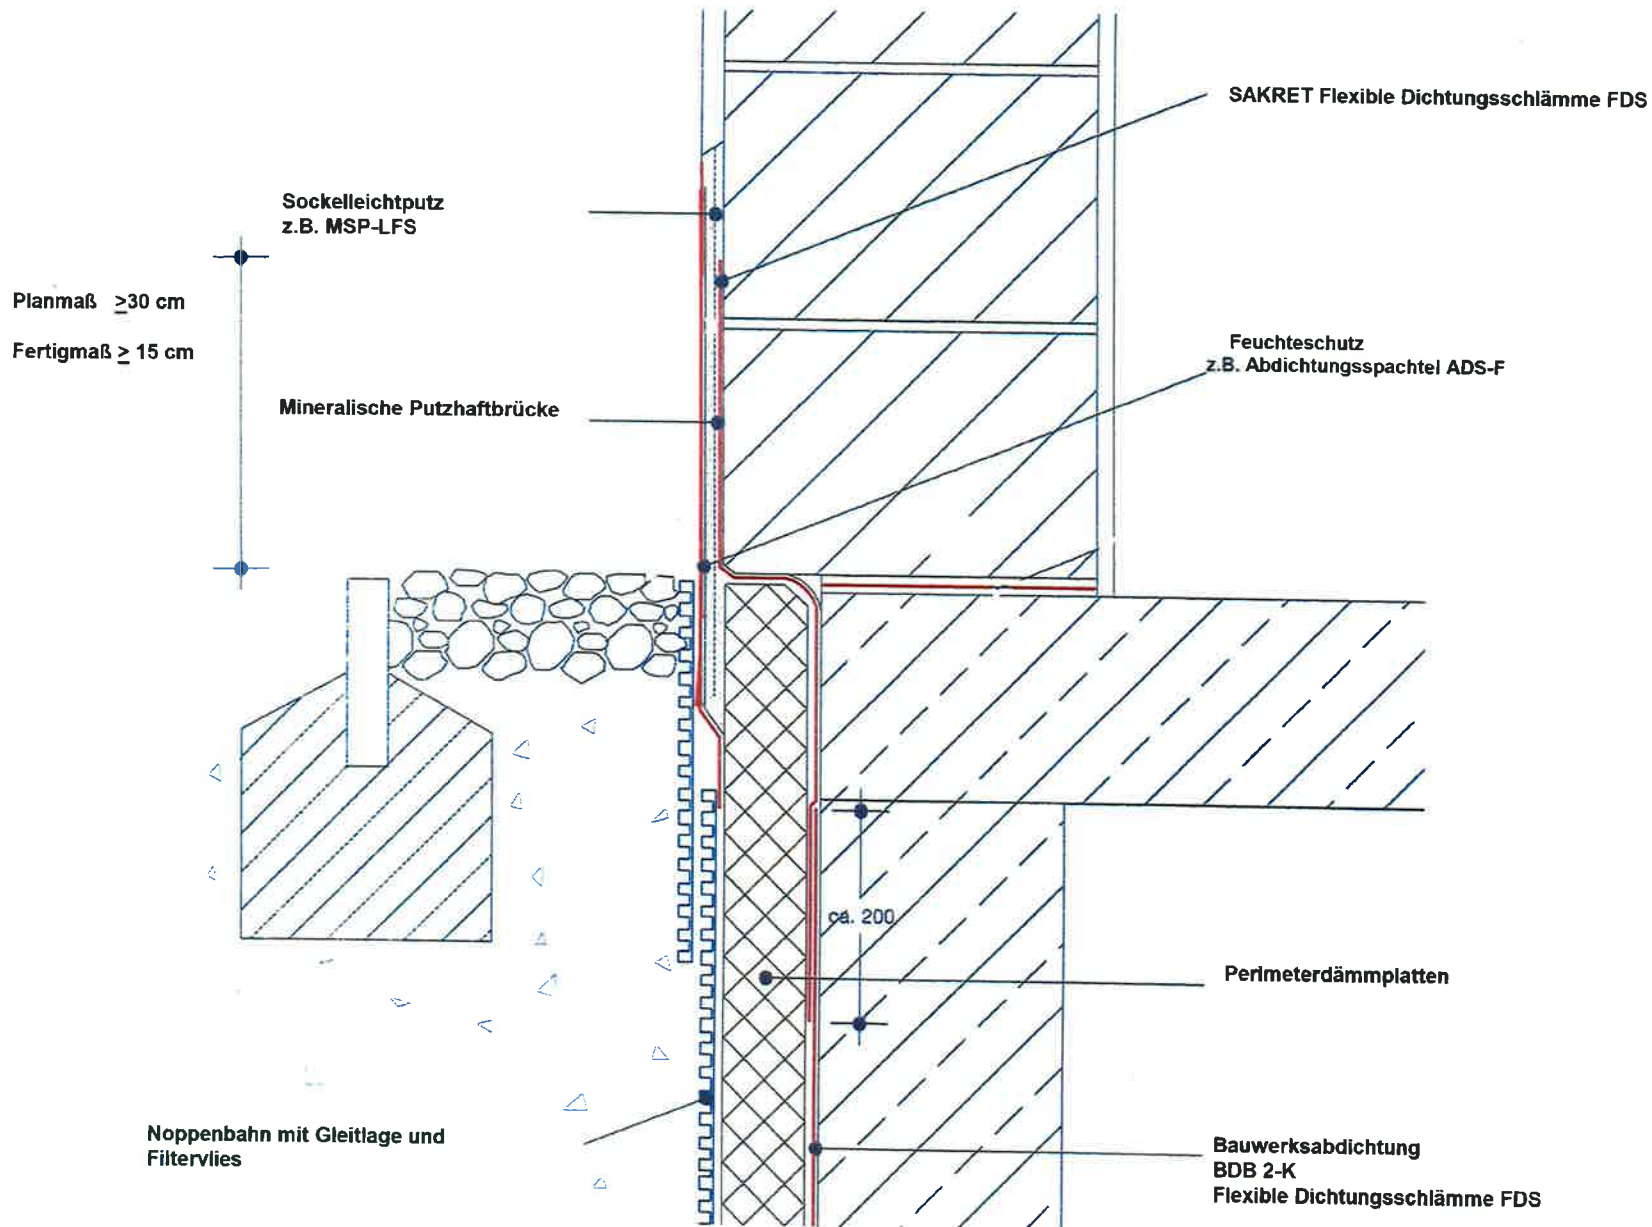 SAKRET Flexible Dichtungsschlämme FDS
Sockelleichtputz
z.B. MSP-LFS
Planmaß ≥30 cm
Fertigmaß ≥ 15 cm
Feuchteschutz
z.B. Abdichtungsspachtel ADS-F
Mineralische Putzhaftbrücke
ca. 200
Perimeterdämmplatten
Noppenbahn mit Gleitlage und
Filtervlies
Bauwerksabdichtung
BDB 2-K
Flexible Dichtungsschlämme FDS